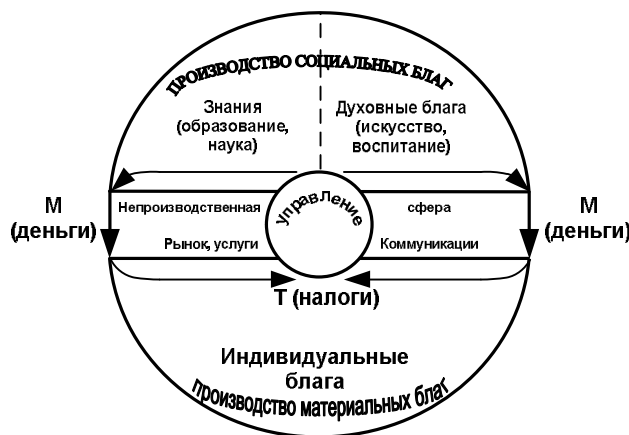 ПРОИЗВОДСТВО СОЦИАЛЬНЫХ БЛАГ
Знания
(образование,
наука)
Духовные блага
(искусство,
воспитание)
М
(деньги)
Непроизводственная
Управление
сфера
М
(деньги)
Рынок, услуги
Коммуникации
Т (налоги)
Индивидуальные
блага
производство материальных благ